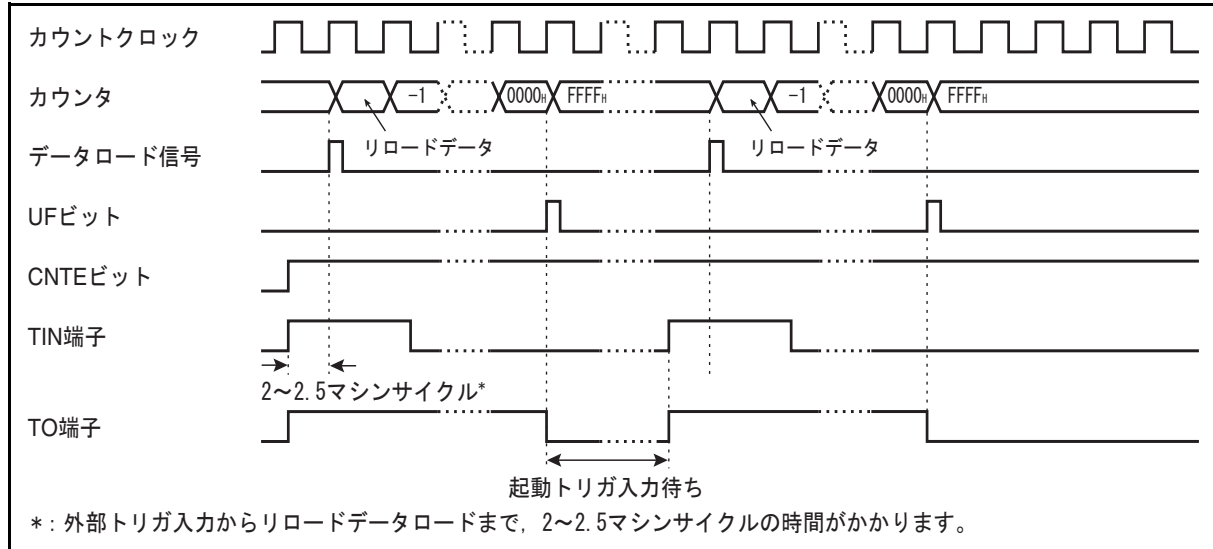 カウントクロック
カウンタ
-1
0000H
FFFFH
-1
0000H
FFFFH
リロードデータ
リロードデータ
データロード信号
UFビット
CNTEビット
TIN端子
2～2.5マシンサイクル*
TO端子
起動トリガ入力待ち
*：外部トリガ入力からリロードデータロードまで，2～2.5マシンサイクルの時間がかかります。